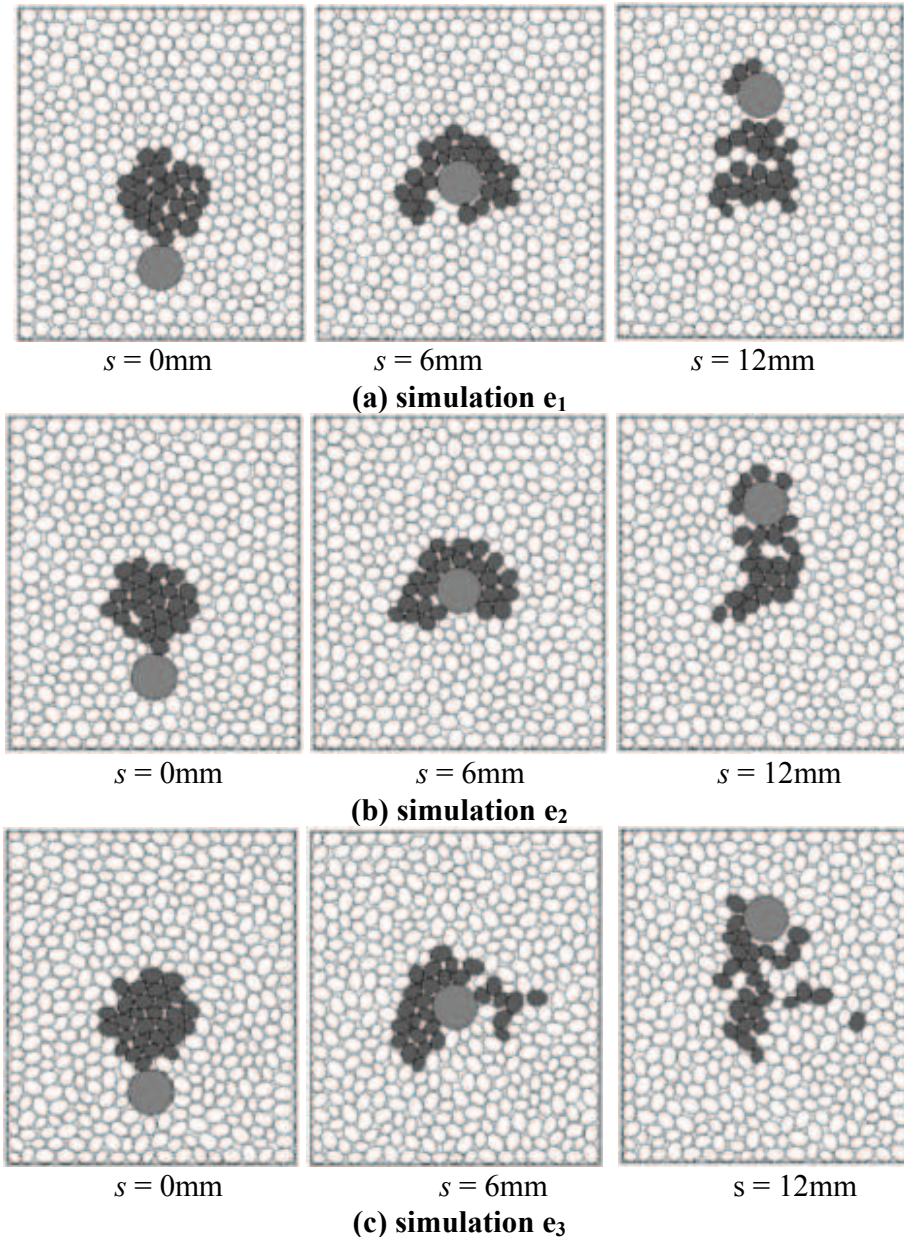 s = 0mm s = 6mm s = 12mm
(a) simulation e₁
s = 0mm s = 6mm s = 12mm
(b) simulation e₂
s = 0mm s = 6mm s = 12mm
(c) simulation e₃